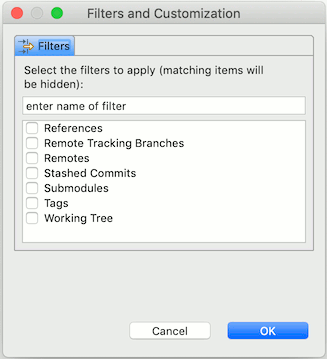 Filters and Customization
Filters
Select the filters to apply (matching items will
be hidden):
enter name of filter
References
Remote Tracking Branches
Remotes
Stashed Commits
Submodules
Tags
Working Tree
Cancel
OK